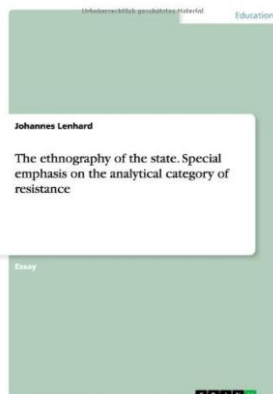 Urheberrechtlich geschütztes Material
Education
Johannes Lenhard
The ethnography of the state. Special
emphasis on the analytical category of
resistance
Essay